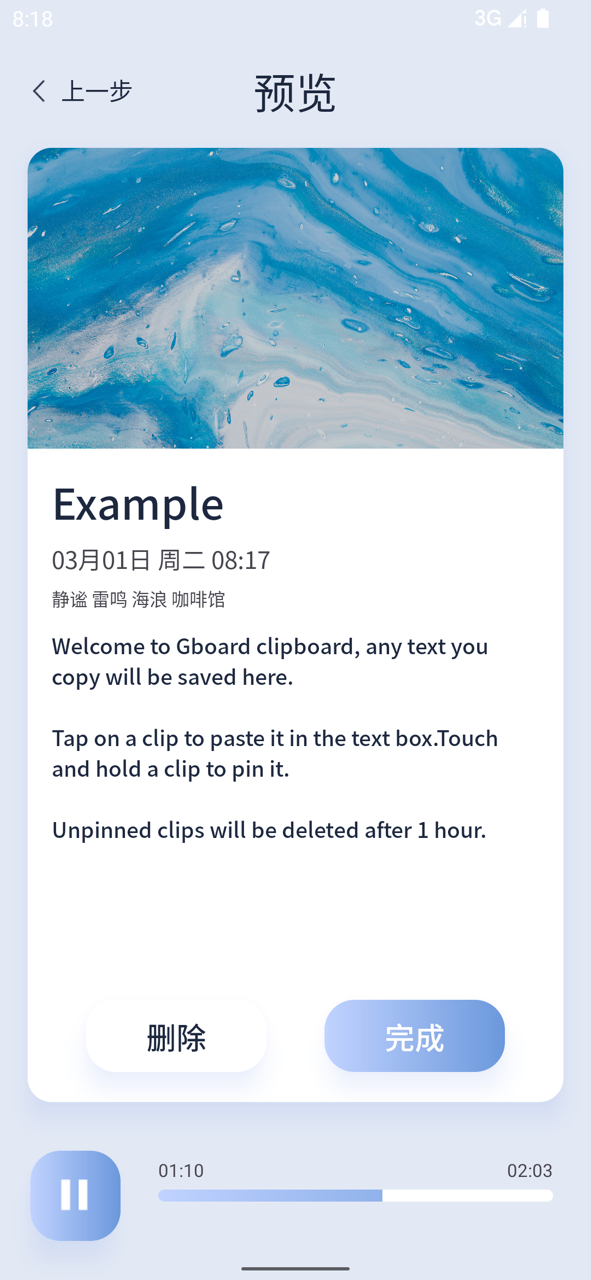 8:18
3G
上一步
预览
Example
03月01日 周二 08:17
静谧 雷鸣 海浪 咖啡馆
Welcome to Gboard clipboard, any text you
copy will be saved here.
Tap on a clip to paste it in the text box.Touch
and hold a clip to pin it.
Unpinned clips will be deleted after 1 hour.
删除
完成
01:10
02:03